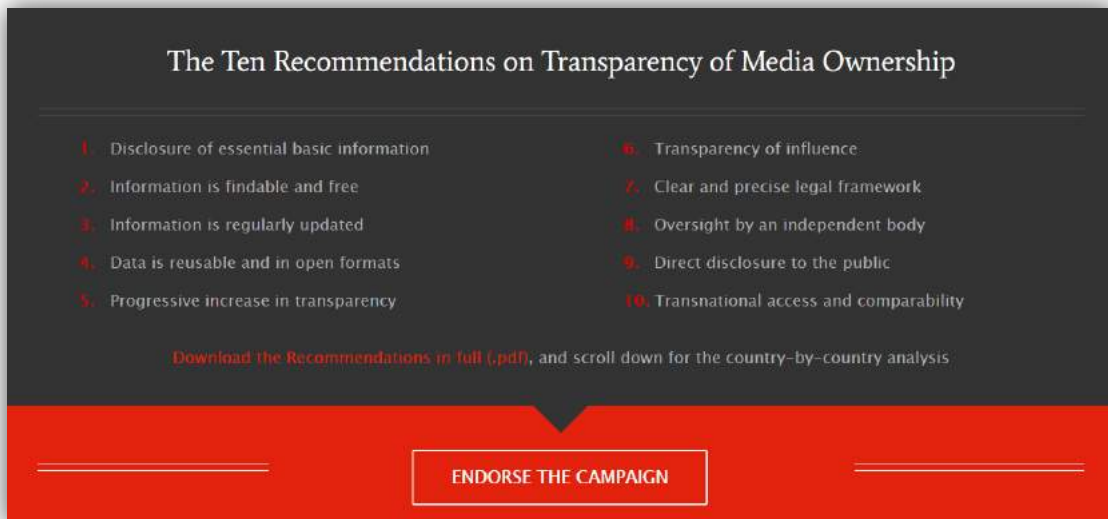 The Ten Recommendations on Transparency of Media Ownership
1. Disclosure of essential basic information
2. Information is findable and free
3. Information is regularly updated
4. Data is reusable and in open formats
5. Progressive increase in transparency
6. Transparency of influence
7. Clear and precise legal framework
8. Oversight by an independent body
9. Direct disclosure to the public
10. Transnational access and comparability
Download the Recommendations in full (.pdf), and scroll down for the country-by-country analysis
ENDORSE THE CAMPAIGN